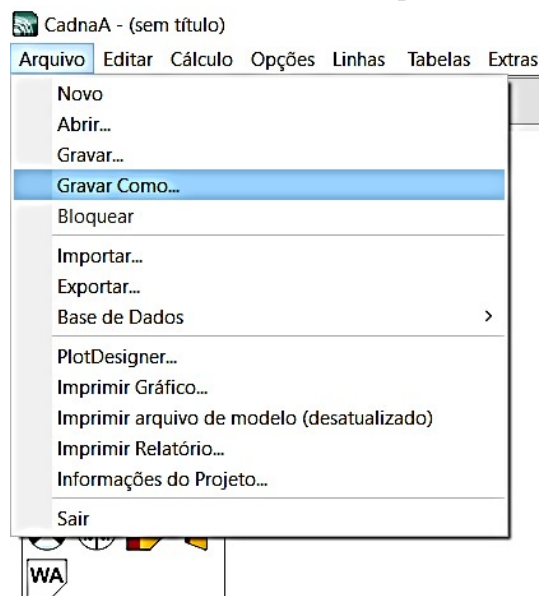 CadnaA - (sem título)
Arquivo Editar Cálculo Opções Linhas Tabelas Extras
Novo
Abrir...
Gravar...
Gravar Como...
Bloquear
Importar...
Exportar...
Base de Dados >
PlotDesigner...
Imprimir Gráfico...
Imprimir arquivo de modelo (desatualizado)
Imprimir Relatório...
Informações do Projeto...
Sair
WA